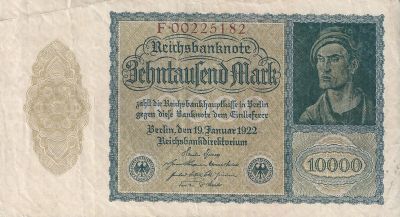 F·00225182
Reichsbanknote
Zehntausend Mark
zahlt die Reichsbankhauptkasse in Berlin
gegen diese Banknote dem Einlieferer
Berlin, den 19. Januar 1922
Reichsbankdirektorium
10000